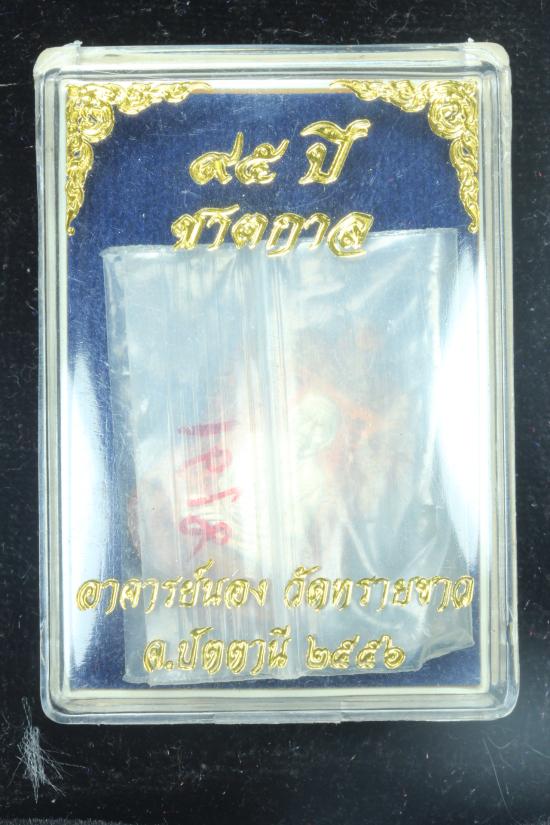 ๙๕ ปี
ชาตกาล
อาจารย์นอง วัดทรายขาว
จ.ปัตตานี ๒๕๕๖